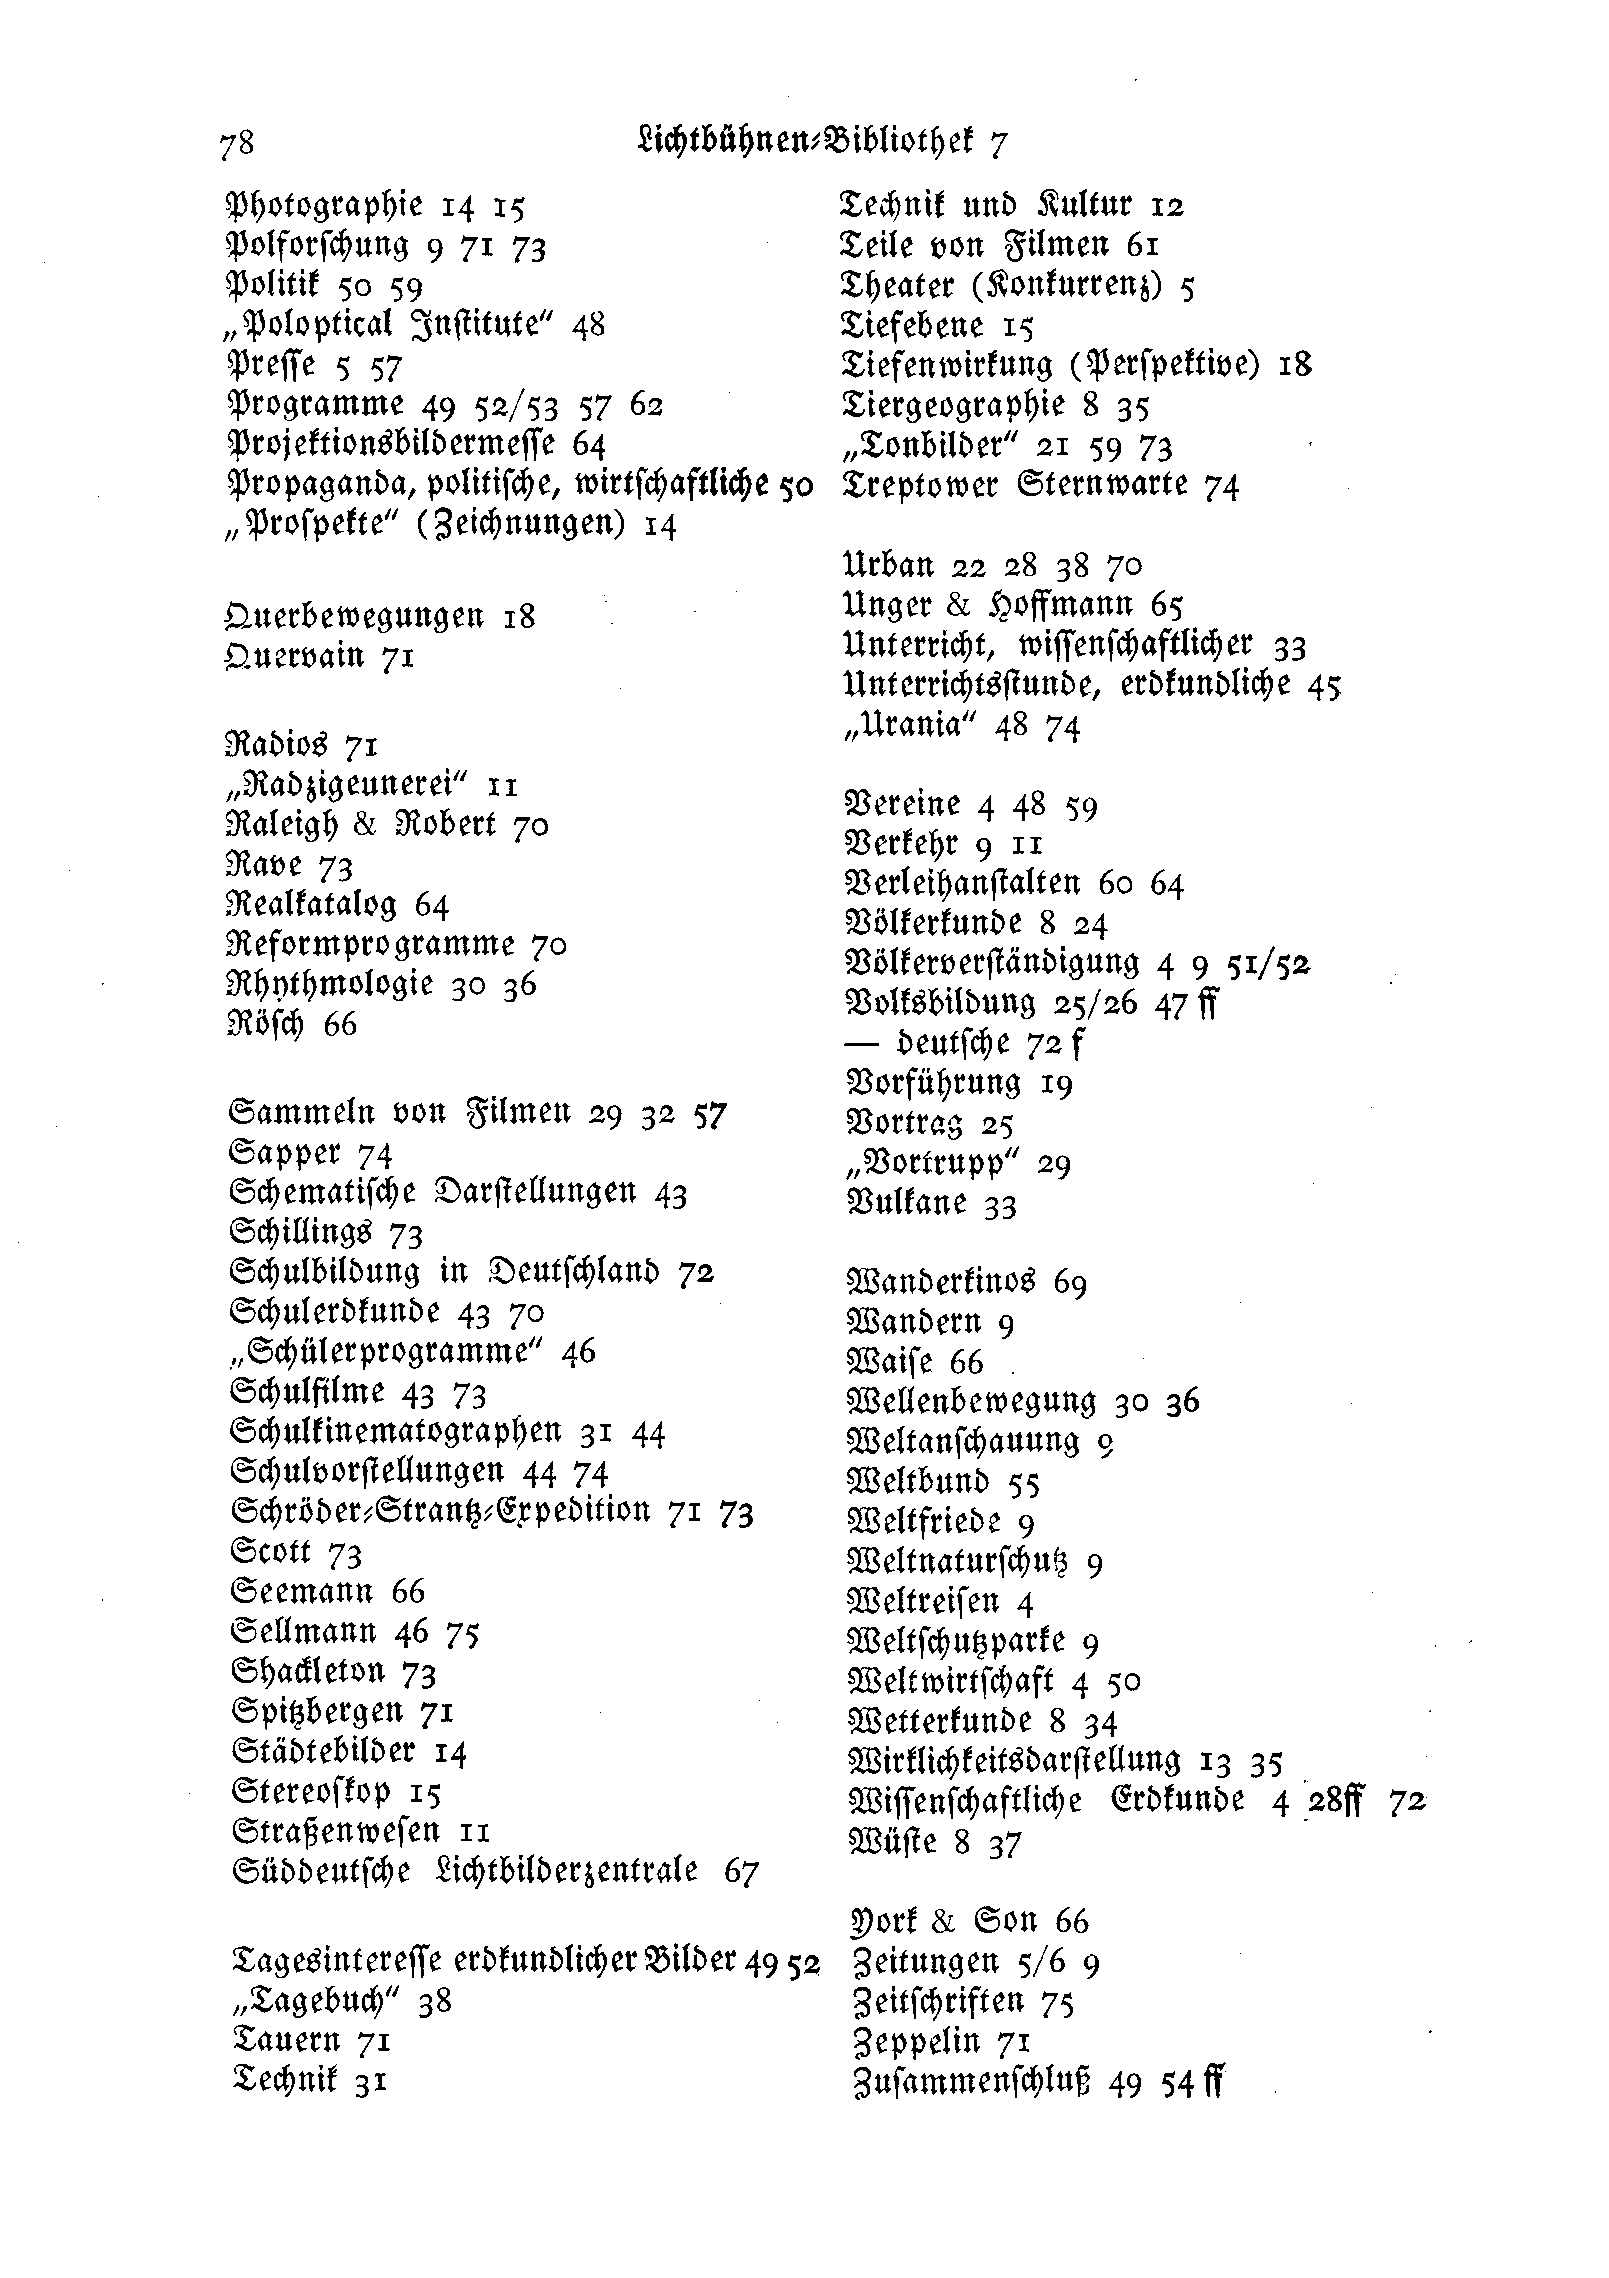 78
Lichtbühnen-Bibliothek 7
Photographie 14 15
Polforschung 9 71 73
Politik 50 59
„Poloptical Institute“ 48
Presse 5 57
Programme 49 52/53 57 62
Projektionsbildermesse 64
Propaganda, politische, wirtschaftliche 50
„Prospekte“ (Zeichnungen) 14
Querbewegungen 18
Quervain 71
Radios 71
„Radzigeunerei“ 11
Raleigh & Robert 70
Rave 73
Realkatalog 64
Reformprogramme 70
Rhythmologie 30 36
Rösch 66
Sammeln von Filmen 29 32 57
Sapper 74
Schematische Darstellungen 43
Schillings 73
Schulbildung in Deutschland 72
Schulerdkunde 43 70
„Schülerprogramme“ 46
Schulfilme 43 73
Schulkinematographen 31 44
Schulvorstellungen 44 74
Schröder-Strantz-Expedition 71 73
Scott 73
Seemann 66
Sellmann 46 75
Shackleton 73
Spitzbergen 71
Städtebilder 14
Stereoskop 15
Straßenwesen 11
Süddeutsche Lichtbilderzentrale 67
Tagesinteresse erdkundlicher Bilder 49 52
„Tagebuch“ 38
Tauern 71
Technik 31
Technik und Kultur 12
Teile von Filmen 61
Theater (Konkurrenz) 5
Tiefebene 15
Tiefenwirkung (Perspektive) 18
Tiergeographie 8 35
„Tonbilder“ 21 59 73
Treptower Sternwarte 74
Urban 22 28 38 70
Unger & Hoffmann 65
Unterricht, wissenschaftlicher 33
Unterrichtsstunde, erdkundliche 45
„Urania“ 48 74
Vereine 4 48 59
Verkehr 9 11
Verleihanstalten 60 64
Völkerkunde 8 24
Völkerverständigung 4 9 51/52
Volksbildung 25/26 47 ff
— deutsche 72 f
Vorführung 19
Vortrag 25
„Vortrupp“ 29
Vulkane 33
Wanderkinos 69
Wandern 9
Waise 66
Wellenbewegung 30 36
Weltanschauung 9
Weltbund 55
Weltfriede 9
Weltnaturschutz 9
Weltreisen 4
Weltschutzparke 9
Weltwirtschaft 4 50
Wetterkunde 8 34
Wirklichkeitsdarstellung 13 35
Wissenschaftliche Erdkunde 4 28ff 72
Wüste 8 37
York & Son 66
Zeitungen 5/6 9
Zeitschriften 75
Zeppelin 71
Zusammenschluß 49 54 ff